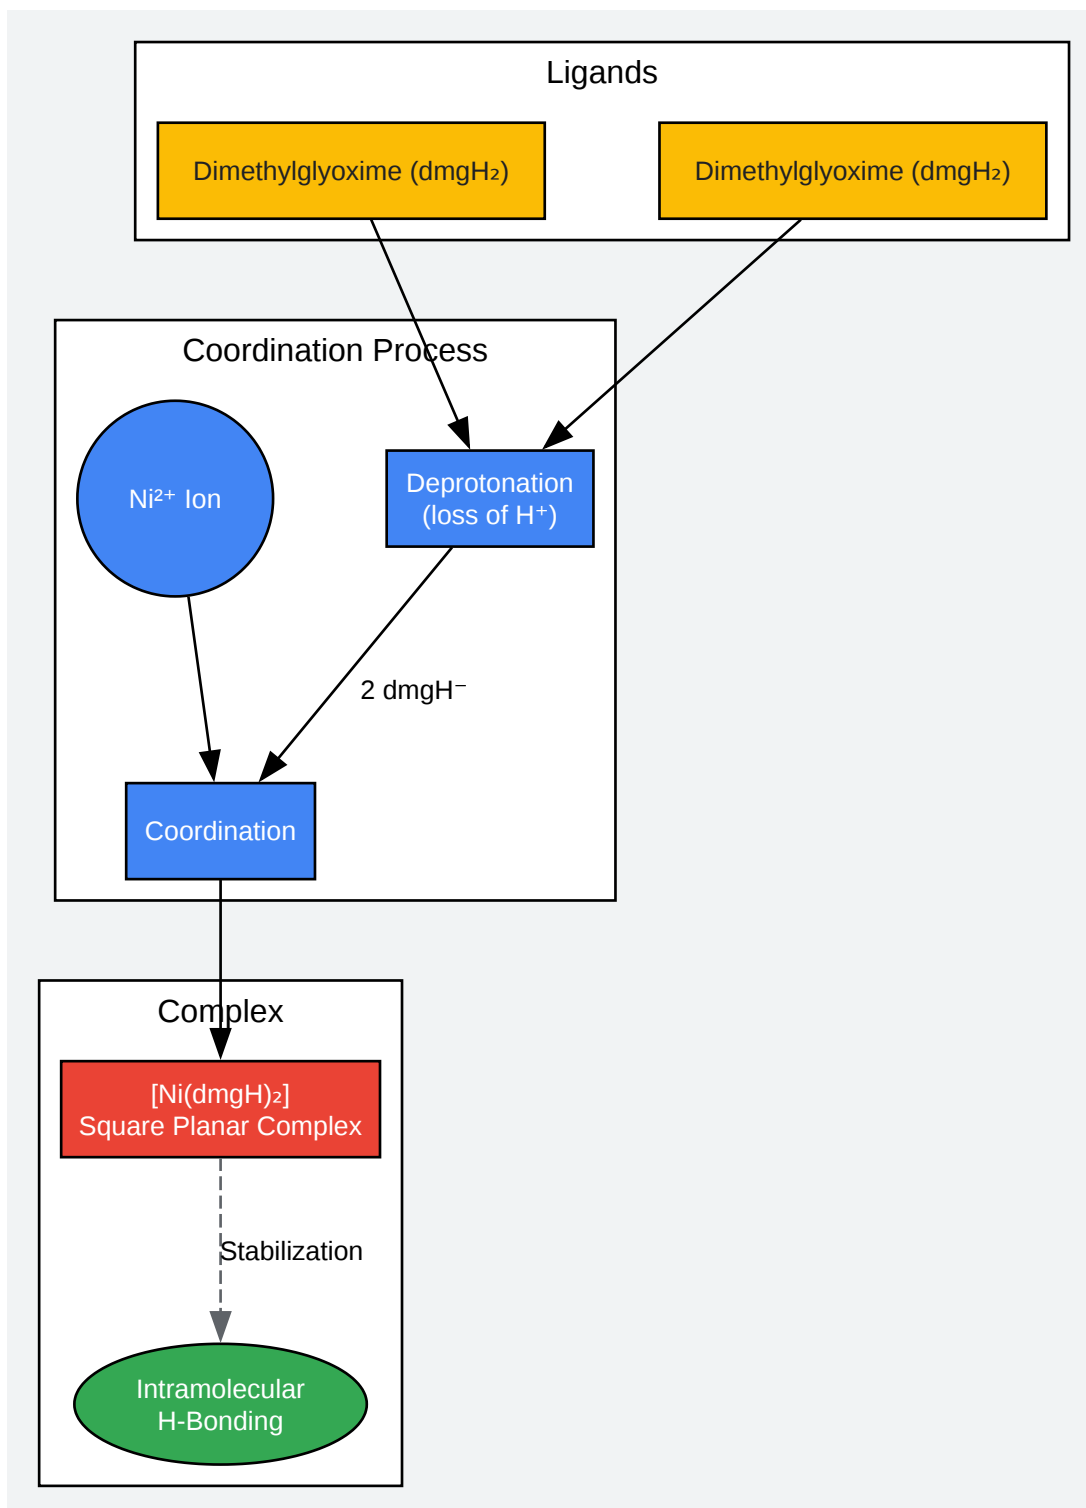 Ligands
Dimethylglyoxime (dmgH₂)
Dimethylglyoxime (dmgH₂)
Coordination Process
Ni²⁺ Ion
Deprotonation
(loss of H⁺)
2 dmgH⁻
Coordination
Complex
[Ni(dmgH)₂]
Square Planar Complex
Stabilization
Intramolecular
H-Bonding